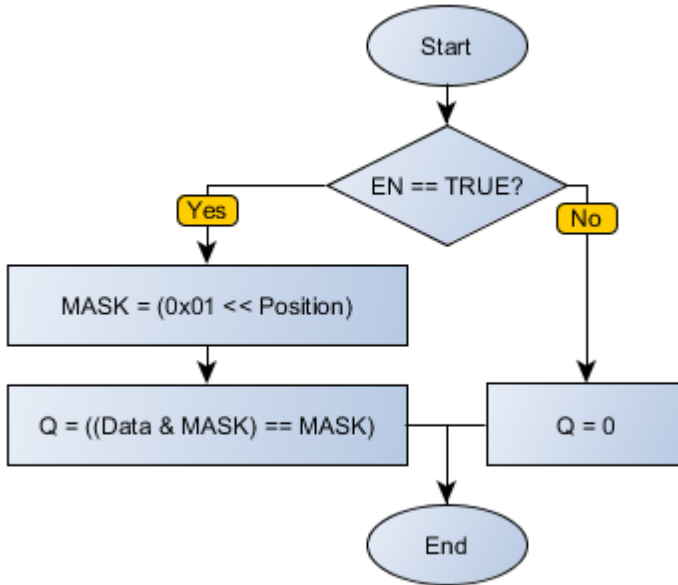 Start
EN == TRUE?
Yes
No
MASK = (0x01 << Position)
Q = ((Data & MASK) == MASK)
Q = 0
End